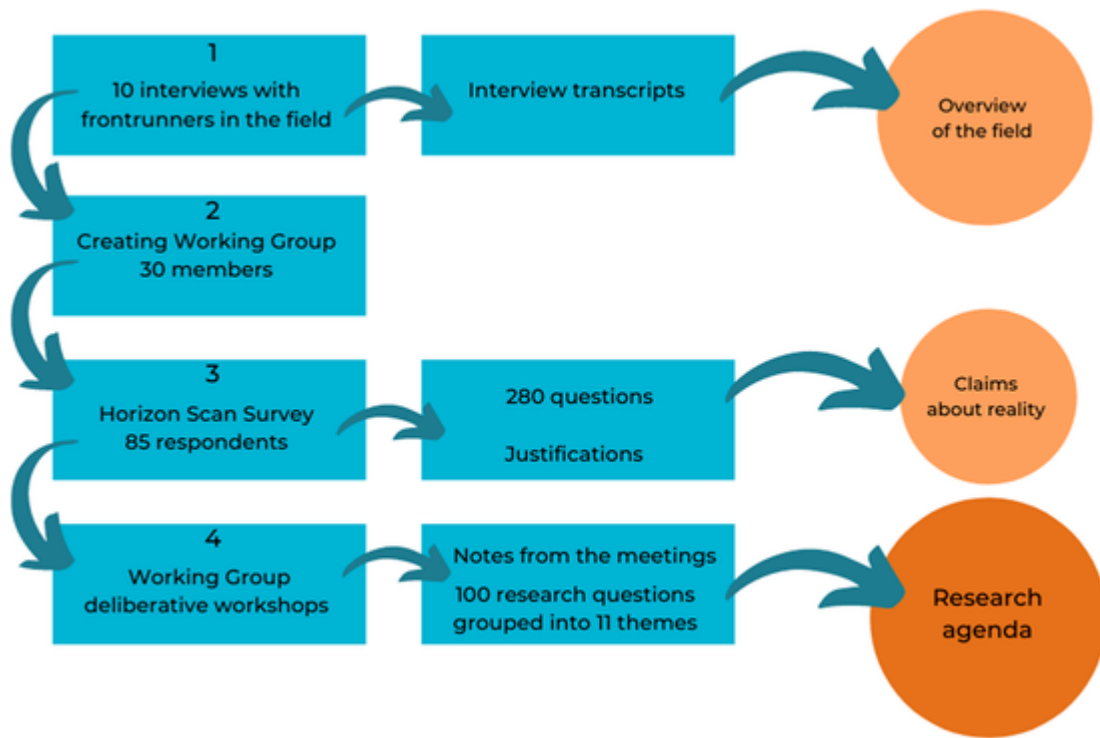 1
10 interviews with
frontrunners in the field
Interview transcripts
Overview
of the field
2
Creating Working Group
30 members
3
Horizon Scan Survey
85 respondents
280 questions
Justifications
Claims
about reality
4
Working Group
deliberative workshops
Notes from the meetings
100 research questions
grouped into 11 themes
Research
agenda